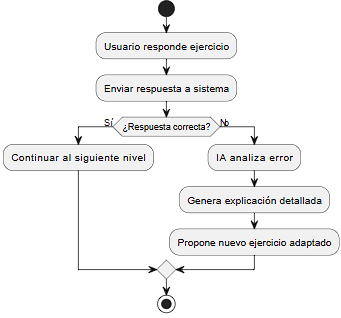 Usuario responde ejercicio
Enviar respuesta a sistema
Sí
¿Respuesta correcta?
No
Continuar al siguiente nivel
IA analiza error
Genera explicación detallada
Propone nuevo ejercicio adaptado